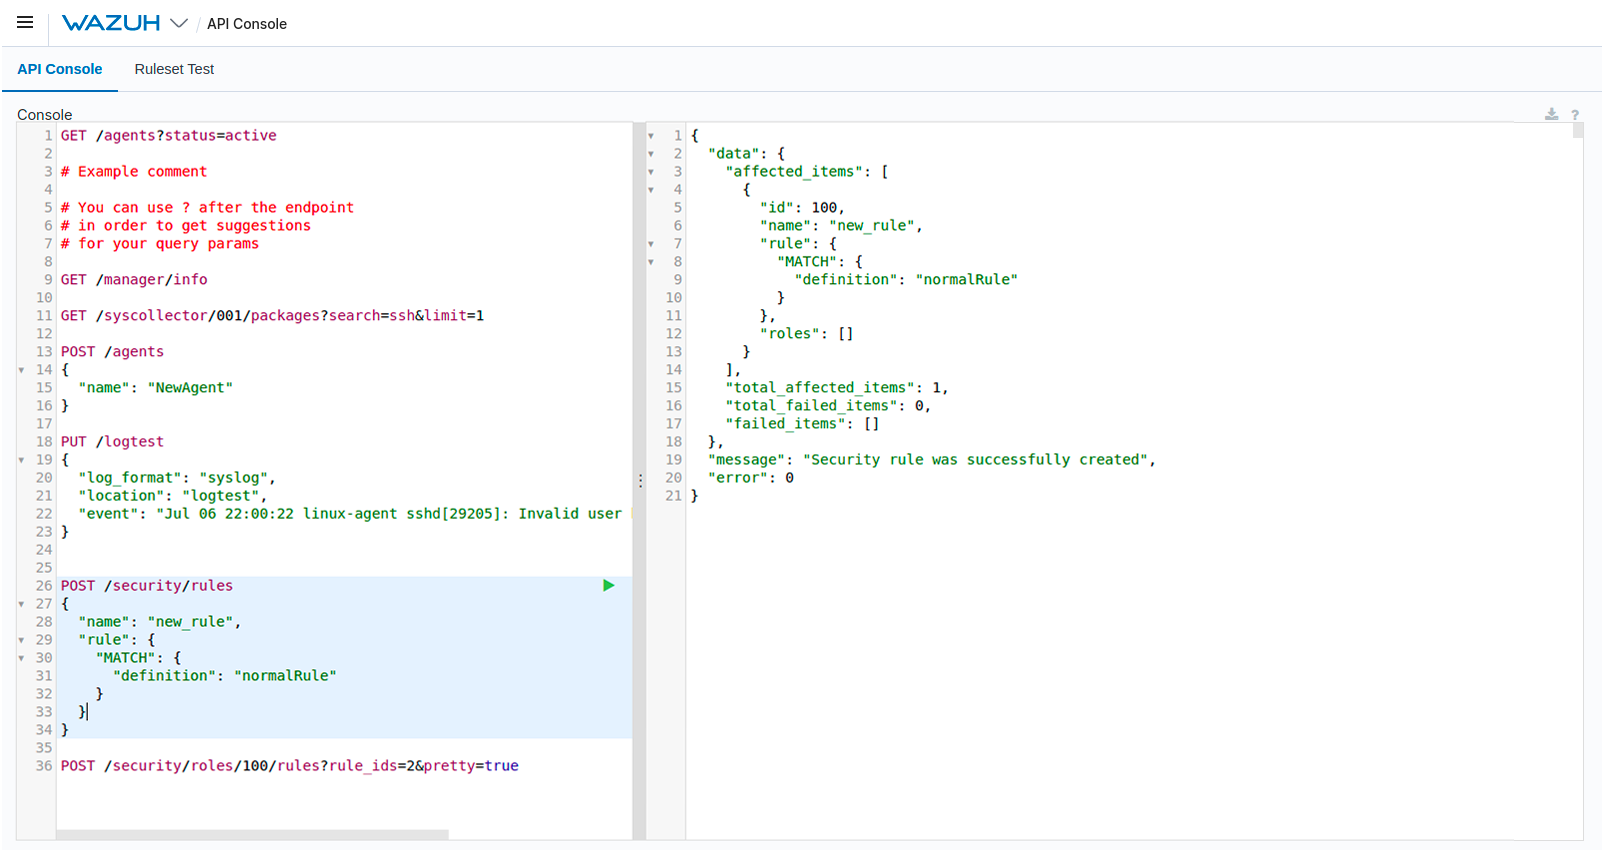 WAZUH / API Console
API Console Ruleset Test
Console ?
1 GET /agents?status=active
2
3 # Example comment
4
5 # You can use ? after the endpoint
6 # in order to get suggestions
7 # for your query params
8
9 GET /manager/info
10
11 GET /syscollector/001/packages?search=ssh&limit=1
12
13 POST /agents
14 {
15   "name": "NewAgent"
16 }
17
18 PUT /logtest
19 {
20   "log_format": "syslog",
21   "location": "logtest",
22   "event": "Jul 06 22:00:22 linux-agent sshd[29205]: Invalid user
23 }
24
25
26 POST /security/rules
27 {
28   "name": "new_rule",
29   "rule": {
30     "MATCH": {
31       "definition": "normalRule"
32     }
33   }
34 }
35
36 POST /security/roles/100/rules?rule_ids=2&pretty=true
1 {
2   "data": {
3     "affected_items": [
4       {
5         "id": 100,
6         "name": "new_rule",
7         "rule": {
8           "MATCH": {
9             "definition": "normalRule"
10           }
11         },
12         "roles": []
13       }
14     ],
15     "total_affected_items": 1,
16     "total_failed_items": 0,
17     "failed_items": []
18   },
19   "message": "Security rule was successfully created",
20   "error": 0
21 }